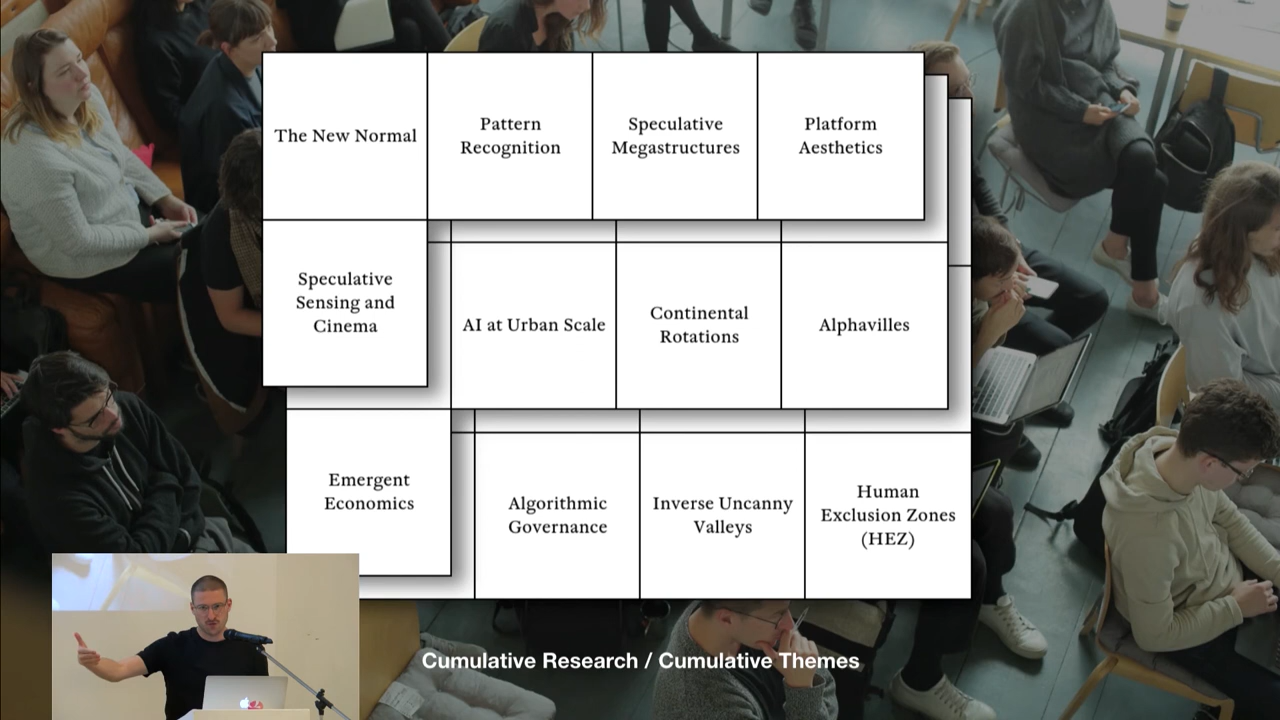 The New Normal
Pattern
Recognition
Speculative
Megastructures
Platform
Aesthetics
Speculative
Sensing and
Cinema
AI at Urban Scale
Continental
Rotations
Alphavilles
Emergent
Economics
Algorithmic
Governance
Inverse Uncanny
Valleys
Human
Exclusion Zones
(HEZ)
Cumulative Research / Cumulative Themes